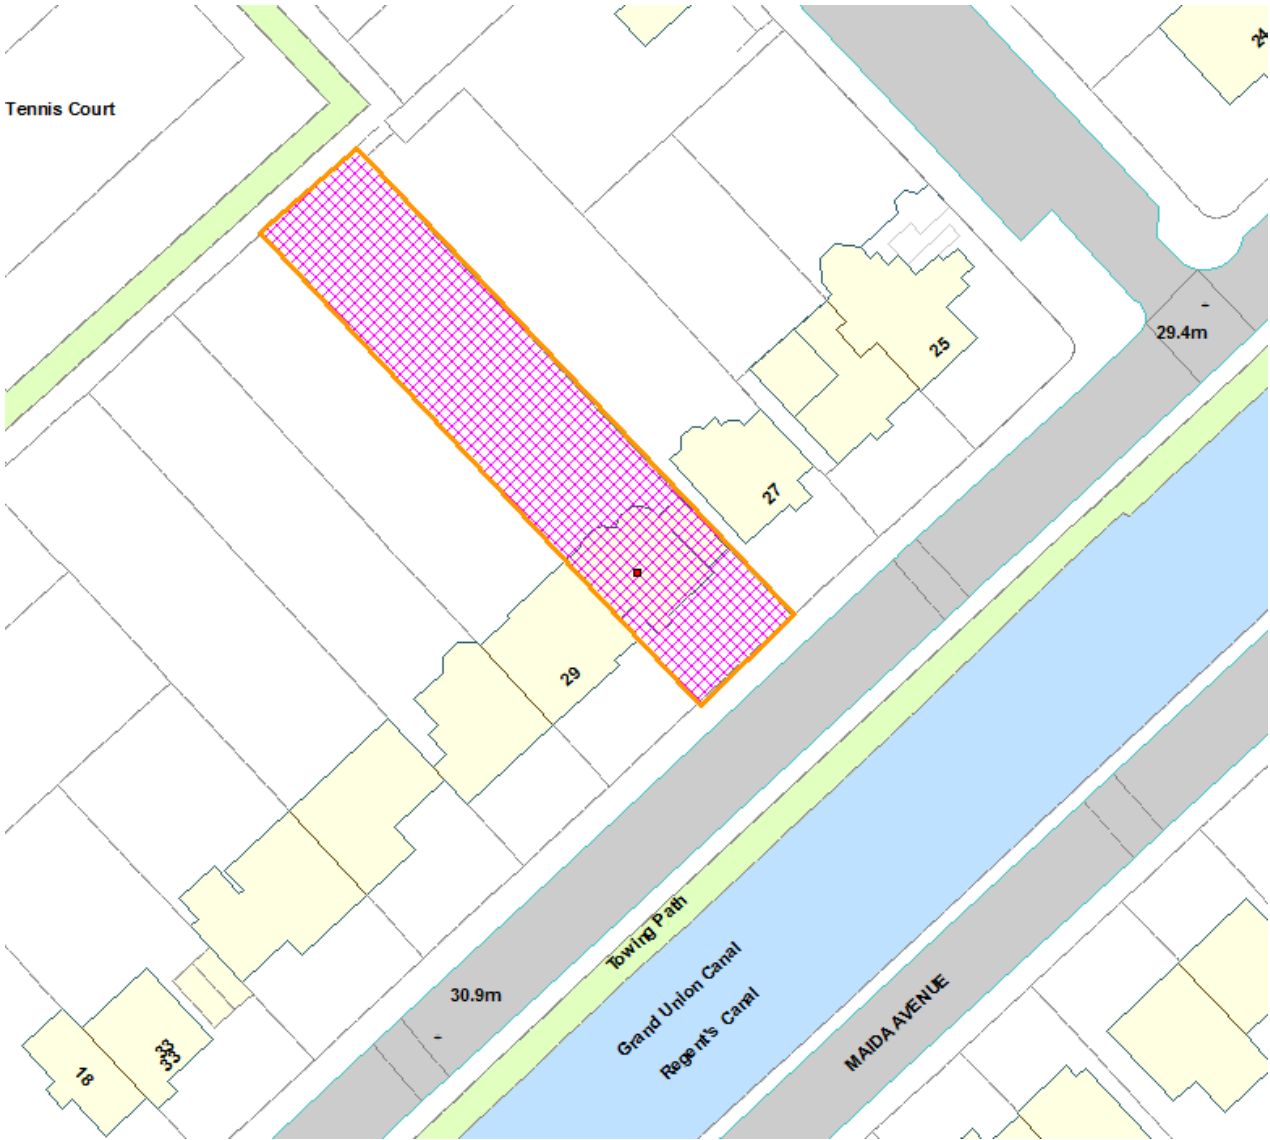 24
Tennis Court
29.4m
25
27
29
Towing Path
30.9m
Grand Union Canal
Regent's Canal
MAIDA AVENUE
33
33
18